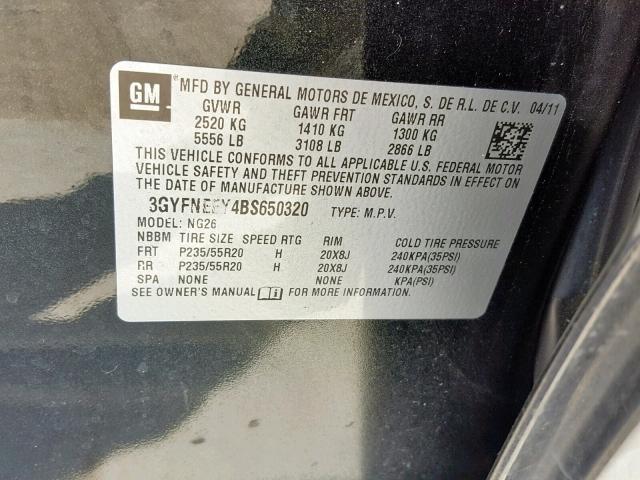 GM
MFD BY GENERAL MOTORS DE MEXICO, S. DE R.L. DE C.V. 04/11
GVWR GAWR FRT GAWR RR
2520 KG 1410 KG 1300 KG
5556 LB 3108 LB 2866 LB
THIS VEHICLE CONFORMS TO ALL APPLICABLE U.S. FEDERAL MOTOR
VEHICLE SAFETY AND THEFT PREVENTION STANDARDS IN EFFECT ON
THE DATE OF MANUFACTURE SHOWN ABOVE.
TYPE: M.P.V.
MODEL: NG26
NBBM TIRE SIZE SPEED RTG RIM COLD TIRE PRESSURE
FRT P235/55R20 H 20X8J 240KPA(35PSI)
RR P235/55R20 H 20X8J 240KPA(35PSI)
SPA NONE NONE KPA(PSI)
SEE OWNER'S MANUAL FOR MORE INFORMATION.